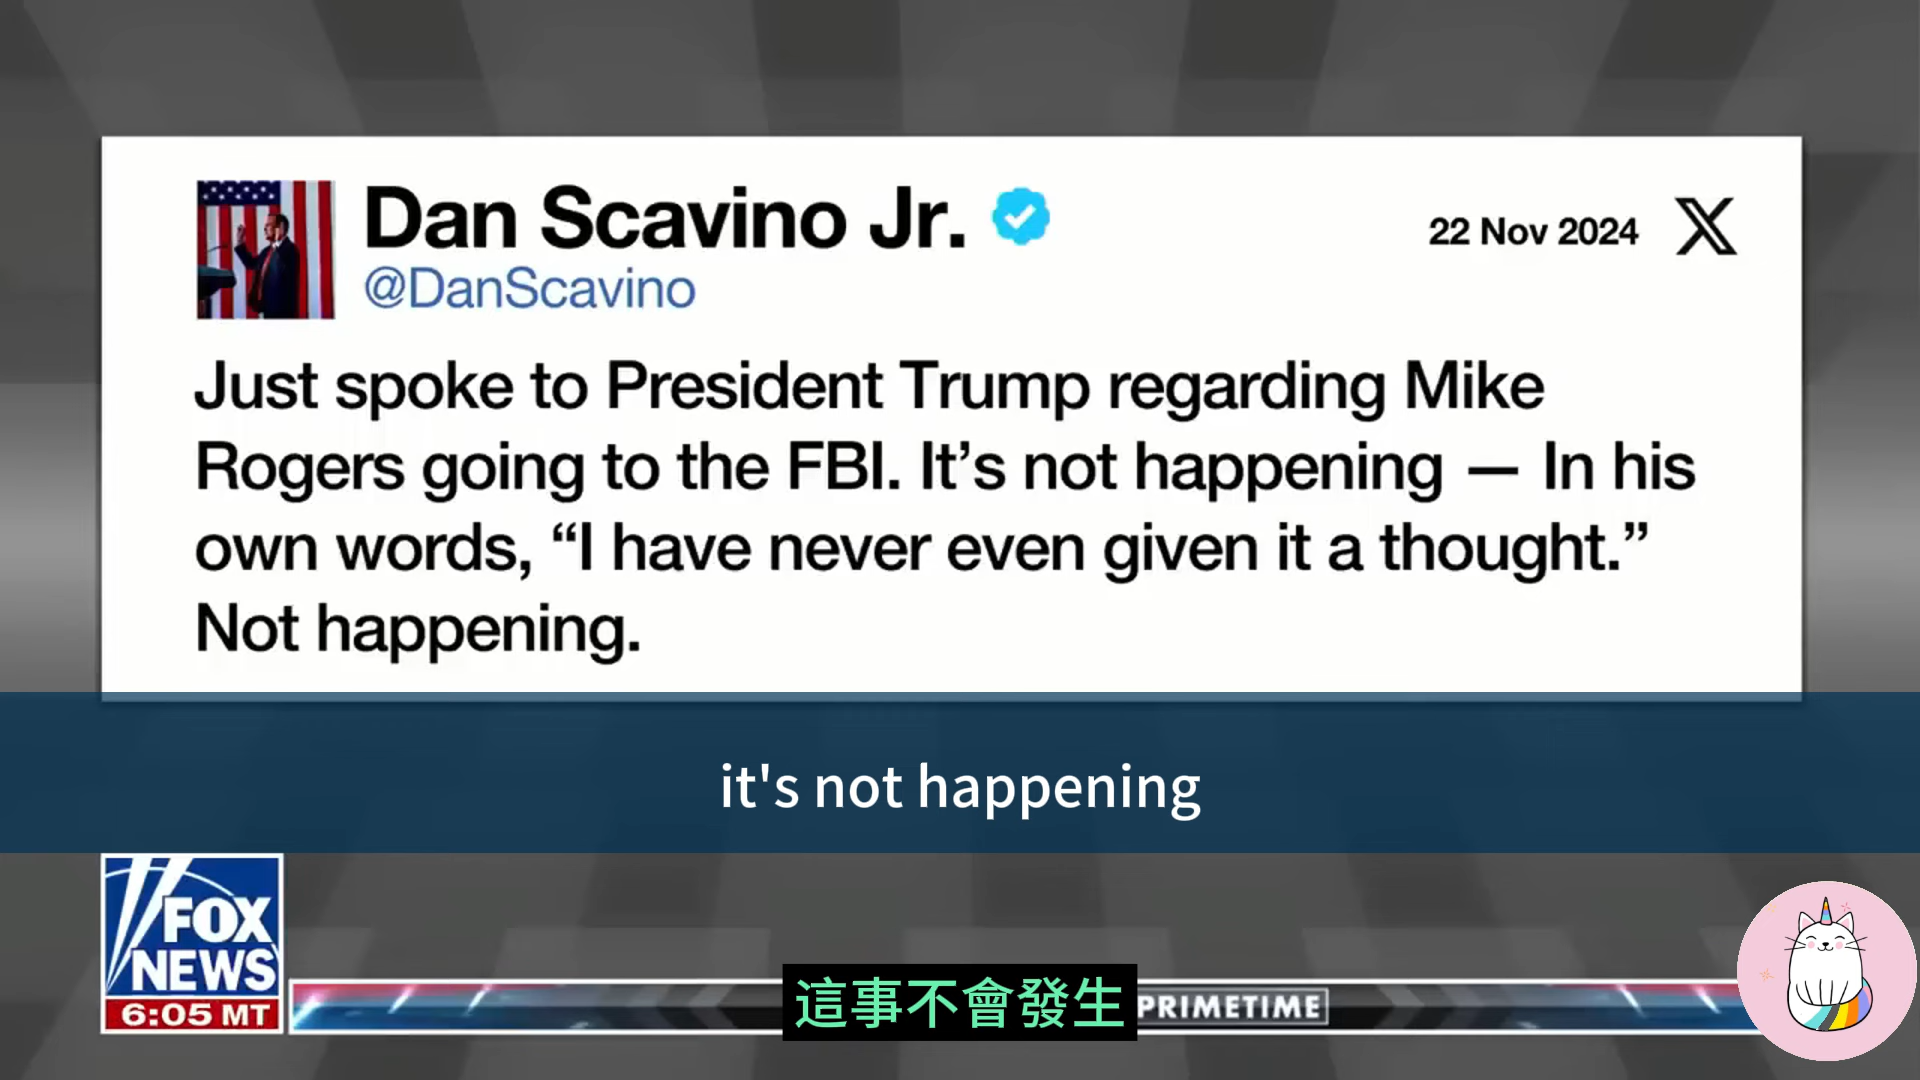 Dan Scavino Jr.
22 Nov 2024
@DanScavino
Just spoke to President Trump regarding Mike
Rogers going to the FBI. It’s not happening — In his
own words, “I have never even given it a thought.”
Not happening.
it's not happening
FOX
NEWS
6:05 MT
這事不會發生
PRIMETIME